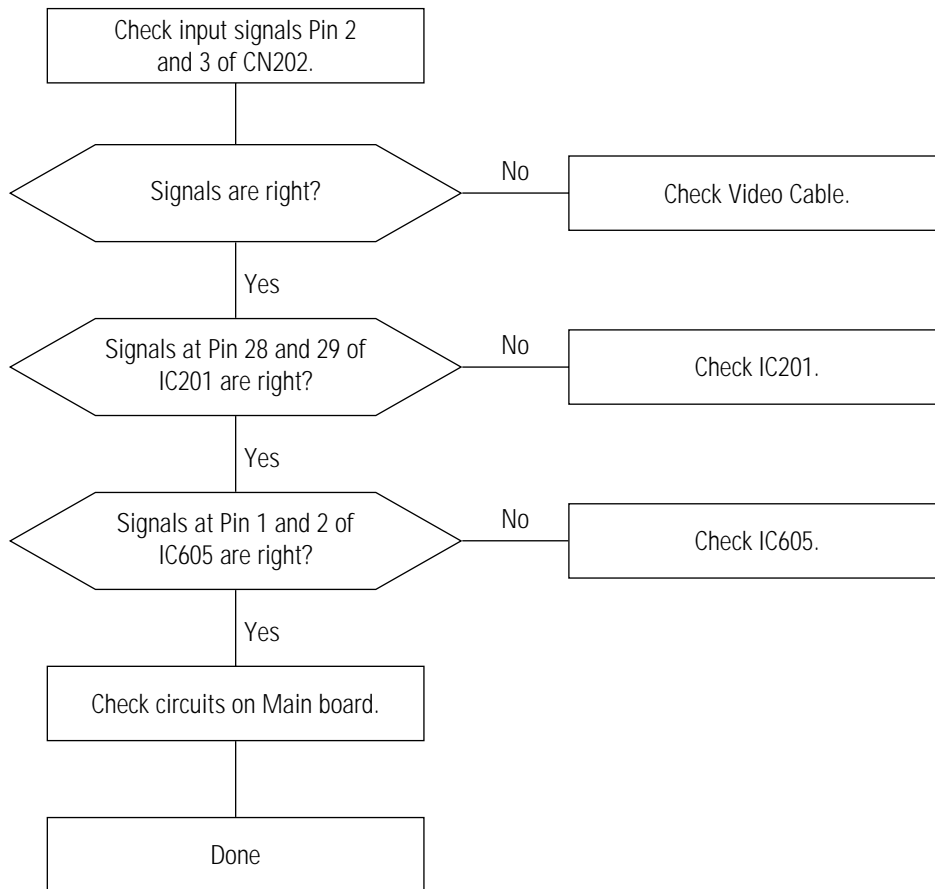 Check input signals Pin 2
and 3 of CN202.
Signals are right?
No
Check Video Cable.
Yes
Signals at Pin 28 and 29 of
IC201 are right?
No
Check IC201.
Yes
Signals at Pin 1 and 2 of
IC605 are right?
No
Check IC605.
Yes
Check circuits on Main board.
Done